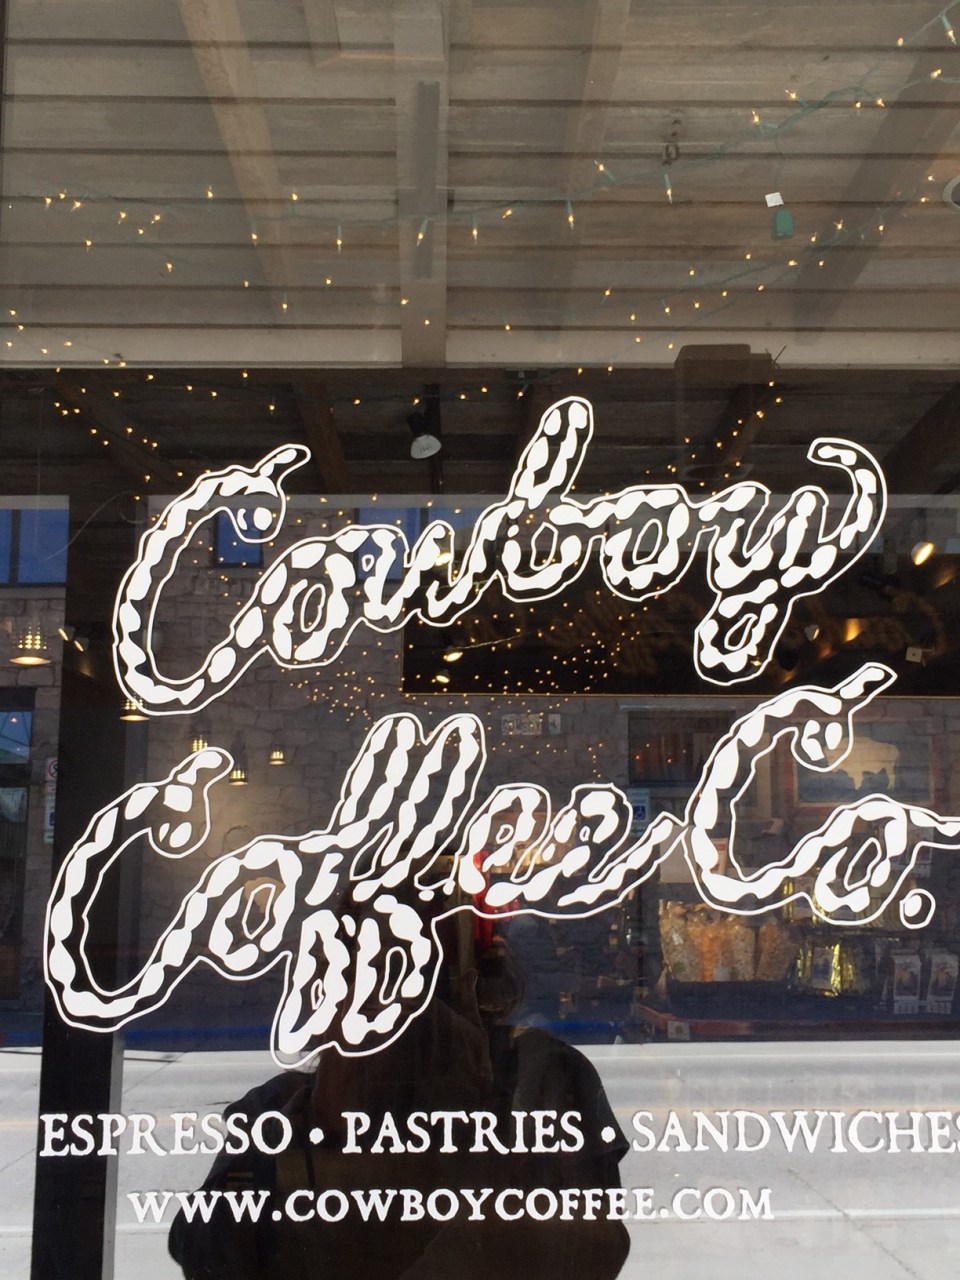 Cowboy
Coffee Co.
ESPRESSO • PASTRIES • SANDWICHES
WWW.COWBOYCOFFEE.COM